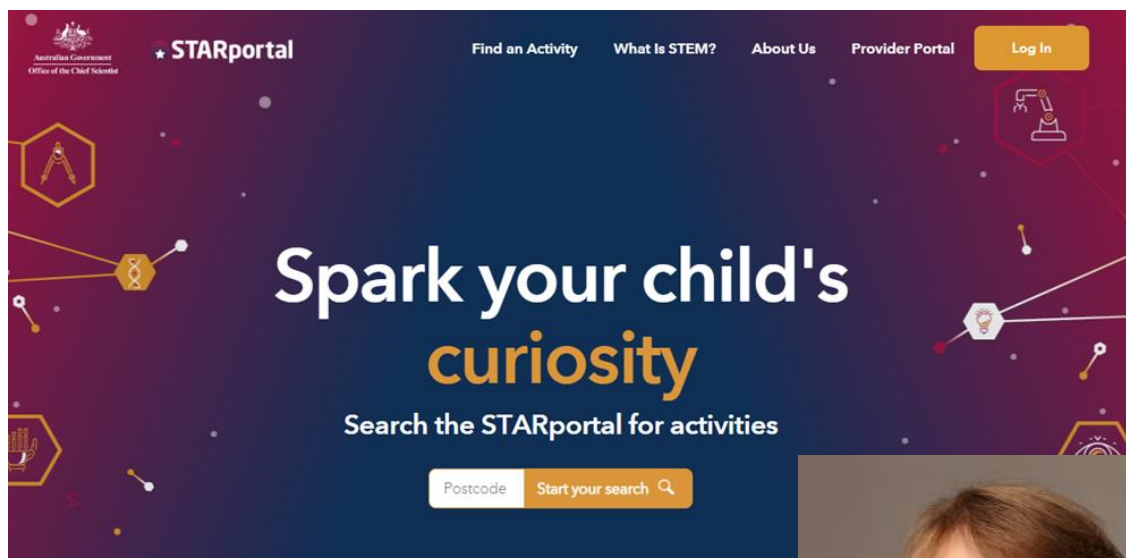 Australian Government
Office of the Chief Scientist
STARportal
Find an Activity
What Is STEM?
About Us
Provider Portal
Log In
Spark your child's
curiosity
Search the STARportal for activities
Postcode
Start your search